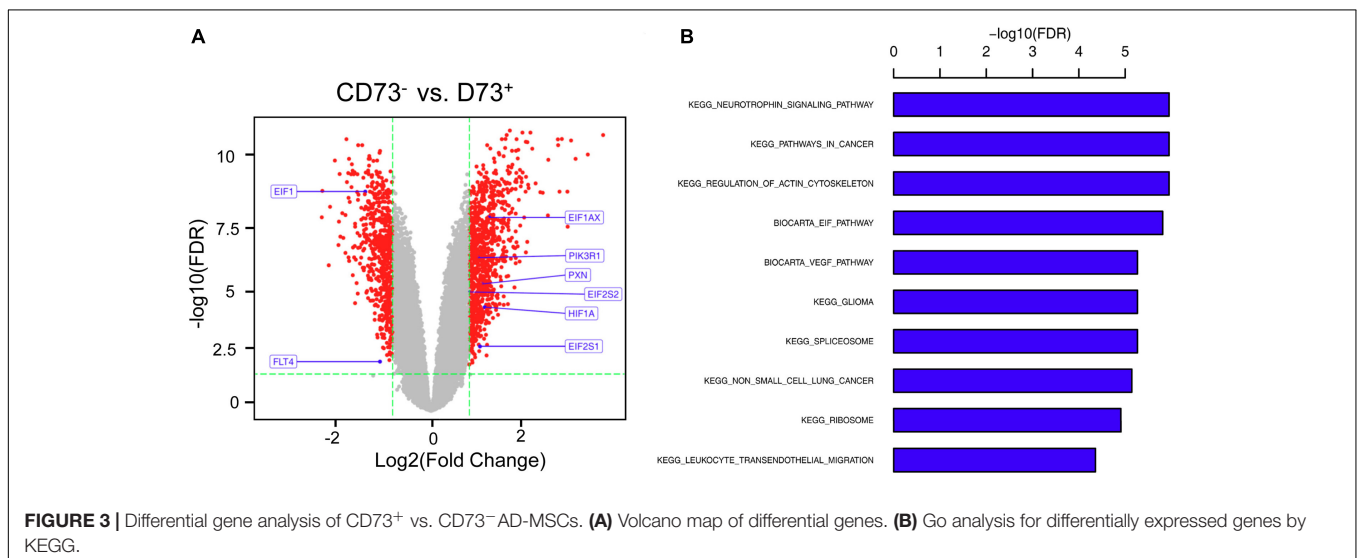 A
CD73⁻ vs. D73⁺
-log10(FDR)
10
7.5
5
2.5
0
EIF1
FLT4
EIF1AX
PIK3R1
PXN
EIF2S2
HIF1A
EIF2S1
-2
0
2
Log2(Fold Change)
B
−log10(FDR)
0 1 2 3 4 5
KEGG_NEUROTROPHIN_SIGNALING_PATHWAY
KEGG_PATHWAYS_IN_CANCER
KEGG_REGULATION_OF_ACTIN_CYTOSKELETON
BIOCARTA_EIF_PATHWAY
BIOCARTA_VEGF_PATHWAY
KEGG_GLIOMA
KEGG_SPLICEOSOME
KEGG_NON_SMALL_CELL_LUNG_CANCER
KEGG_RIBOSOME
KEGG_LEUKOCYTE_TRANSENDOTHELIAL_MIGRATION
FIGURE 3 | Differential gene analysis of CD73⁺ vs. CD73⁻ AD-MSCs. (A) Volcano map of differential genes. (B) Go analysis for differentially expressed genes by
KEGG.